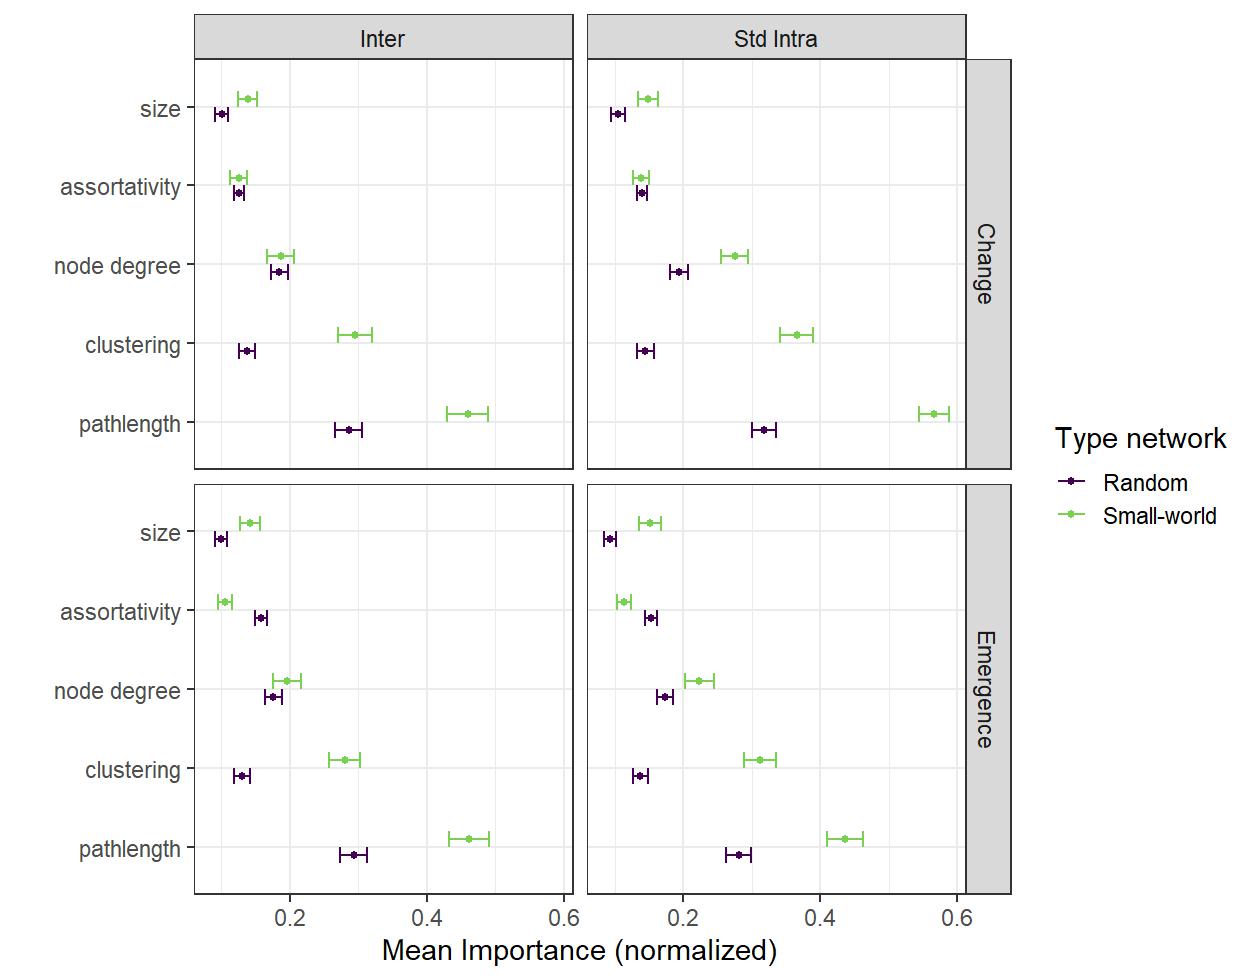 Inter
Std Intra
size
assortativity
node degree
clustering
pathlength
Change
size
assortativity
node degree
clustering
pathlength
Emergence
0.2 0.4 0.6
0.2 0.4 0.6
Mean Importance (normalized)
Type network
Random
Small-world